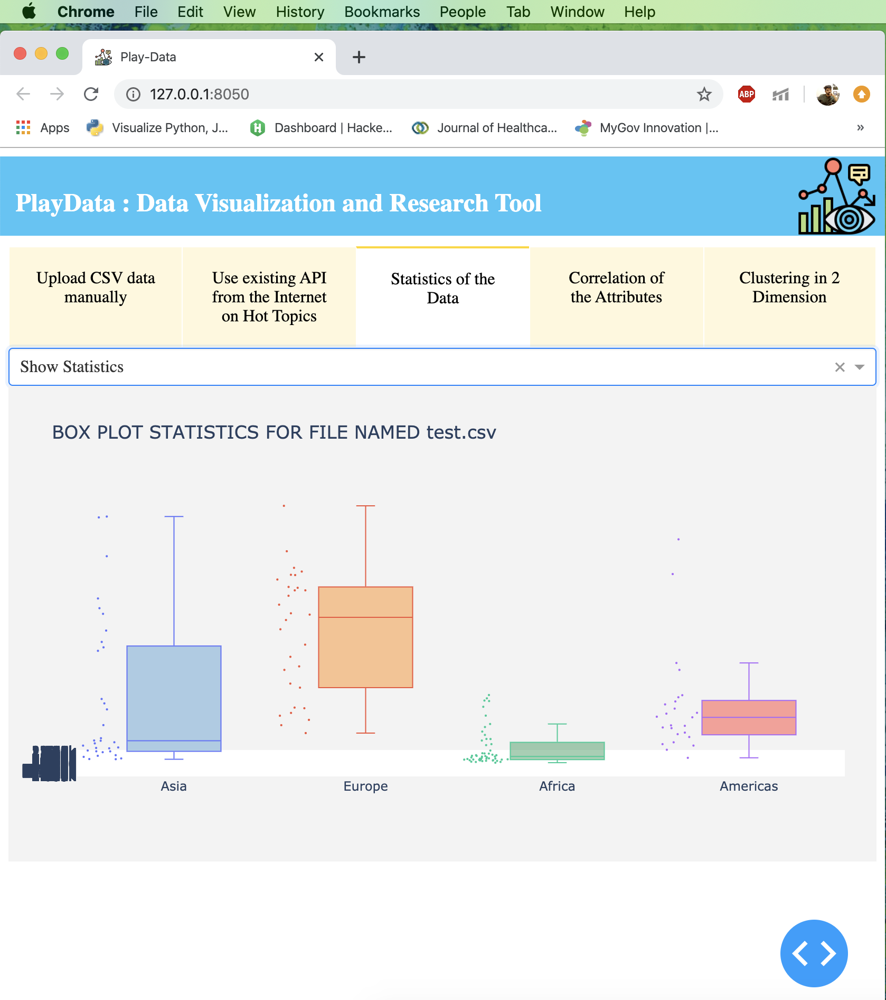 Chrome File Edit View History Bookmarks People Tab Window Help
Play-Data
127.0.0.1:8050
ABP
Apps Visualize Python, J... Dashboard | Hacke... Journal of Healthca... MyGov Innovation |...
PlayData : Data Visualization and Research Tool
Upload CSV data
manually
Use existing API
from the Internet
on Hot Topics
Statistics of the
Data
Correlation of
the Attributes
Clustering in 2
Dimension
Show Statistics
BOX PLOT STATISTICS FOR FILE NAMED test.csv
Asia Europe Africa Americas